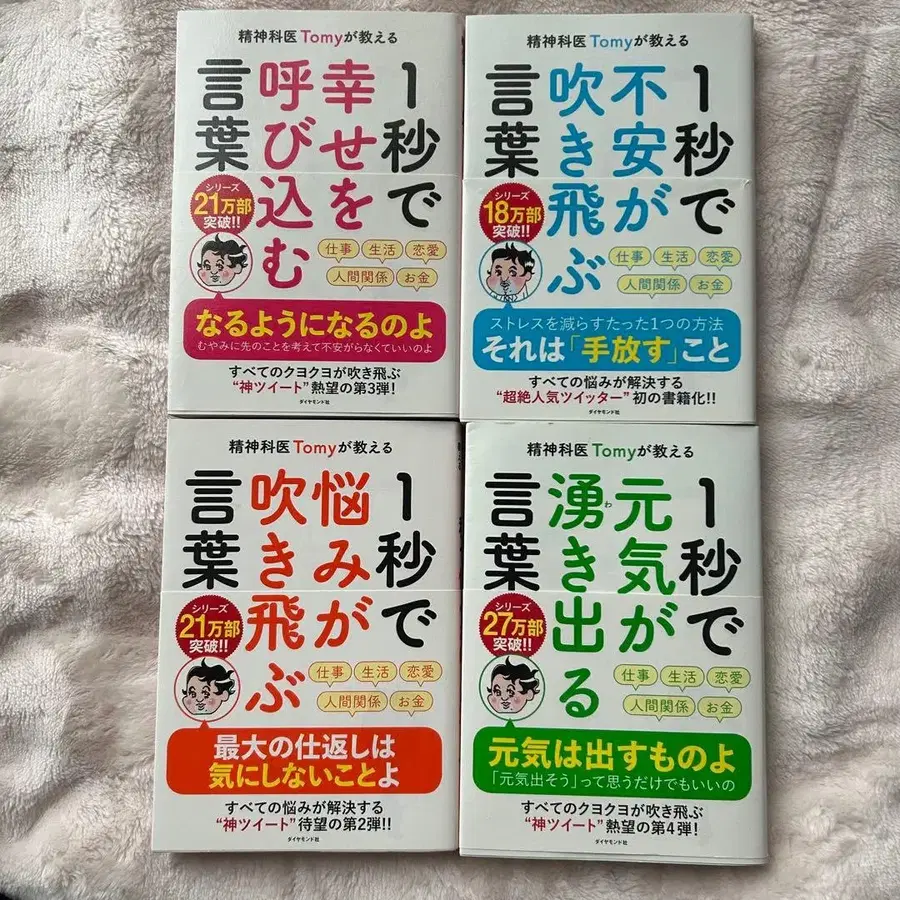 精神科医Tomyが教える
1秒で
幸せを
呼び込む
言葉
シリーズ
21万部
突破!!
仕事
生活
恋愛
人間関係
お金
なるようになるのよ
むやみに先のことを考えて不安がらなくていいのよ
すべてのクヨクヨが吹き飛ぶ
“神ツイート”熱望の第3弾!
ダイヤモンド社
精神科医Tomyが教える
1秒で
不安が
吹き飛ぶ
言葉
シリーズ
18万部
突破!!
仕事
生活
恋愛
人間関係
お金
ストレスを減らすたった1つの方法
それは「手放す」こと
すべての悩みが解決する
“超絶人気ツイッター”初の書籍化!!
ダイヤモンド社
精神科医Tomyが教える
1秒で
悩みが
吹き飛ぶ
言葉
シリーズ
21万部
突破!!
仕事
生活
恋愛
人間関係
お金
最大の仕返しは
気にしないことよ
すべての悩みが解決する
“神ツイート”待望の第2弾!!
ダイヤモンド社
精神科医Tomyが教える
1秒で
元気が
湧き出る
わ
言葉
シリーズ
27万部
突破!!
仕事
生活
恋愛
人間関係
お金
元気は出すものよ
「元気出そう」って思うだけでもいいの
すべてのクヨクヨが吹き飛ぶ
“神ツイート”熱望の第4弾!
ダイヤモンド社